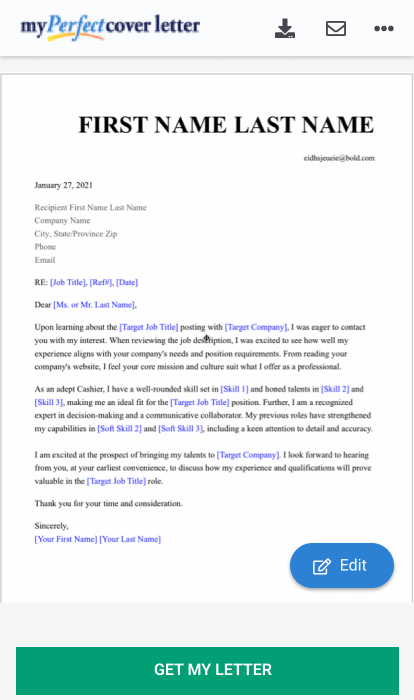 myPerfectcover letter
FIRST NAME LAST NAME
eidhsjeueie@bold.com
January 27, 2021
Recipient First Name Last Name
Company Name
City, State/Province Zip
Phone
Email
RE: [Job Title], [Ref#], [Date]
Dear [Ms. or Mr. Last Name],
Upon learning about the [Target Job Title] posting with [Target Company], I was eager to contact
you with my interest. When reviewing the job description, I was excited to see how well my
experience aligns with your company's needs and position requirements. From reading your
company's website, I feel your core mission and culture suit what I offer as a professional.
As an adept Cashier, I have a well-rounded skill set in [Skill 1] and honed talents in [Skill 2] and
[Skill 3], making me an ideal fit for the [Target Job Title] position. Further, I am a recognized
expert in decision-making and a communicative collaborator. My previous roles have strengthened
my capabilities in [Soft Skill 2] and [Soft Skill 3], including a keen attention to detail and accuracy.
I am excited at the prospect of bringing my talents to [Target Company]. I look forward to hearing
from you, at your earliest convenience, to discuss how my experience and qualifications will prove
valuable in the [Target Job Title] role.
Thank you for your time and consideration.
Sincerely,
[Your First Name] [Your Last Name]
Edit
GET MY LETTER